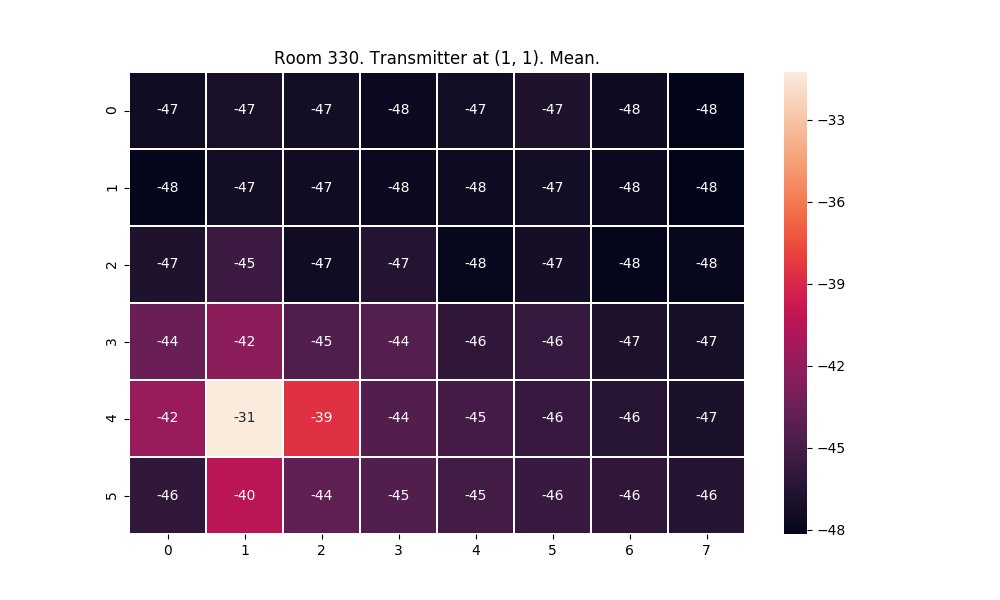 Room 330. Transmitter at (1, 1). Mean.
0 -47 -47 -47 -48 -47 -47 -48 -48
1 -48 -47 -47 -48 -48 -47 -48 -48
2 -47 -45 -47 -47 -48 -47 -48 -48
3 -44 -42 -45 -44 -46 -46 -47 -47
4 -42 -31 -39 -44 -45 -46 -46 -47
5 -46 -40 -44 -45 -45 -46 -46 -46
0 1 2 3 4 5 6 7
−33
−36
−39
−42
−45
−48